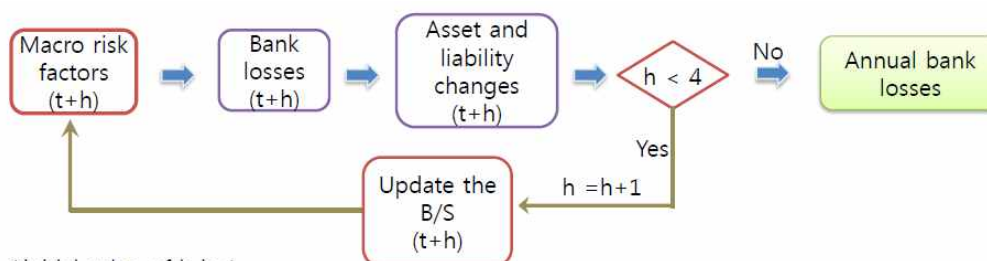 Macro risk
factors
(t+h)
Bank
losses
(t+h)
Asset and
liability
changes
(t+h)
h < 4
No
Annual bank
losses
Yes
h =h+1
Update the
B/S
(t+h)